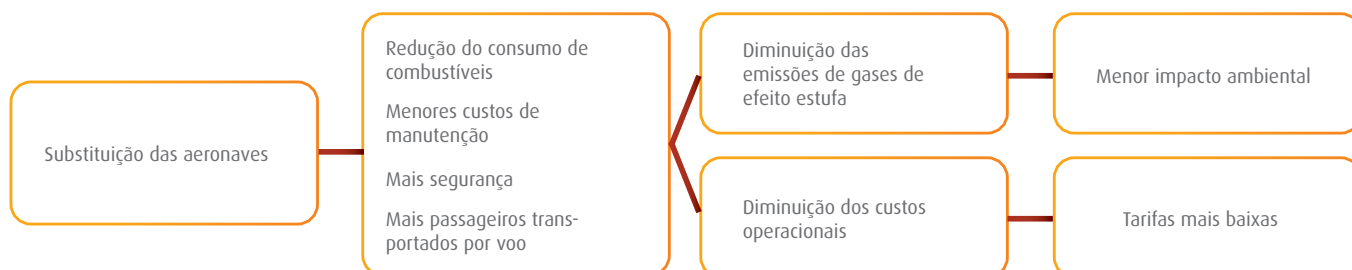 Substituição das aeronaves
Redução do consumo de
combustíveis
Menores custos de
manutenção
Mais segurança
Mais passageiros trans-
portados por voo
Diminuição das
emissões de gases de
efeito estufa
Menor impacto ambiental
Diminuição dos custos
operacionais
Tarifas mais baixas